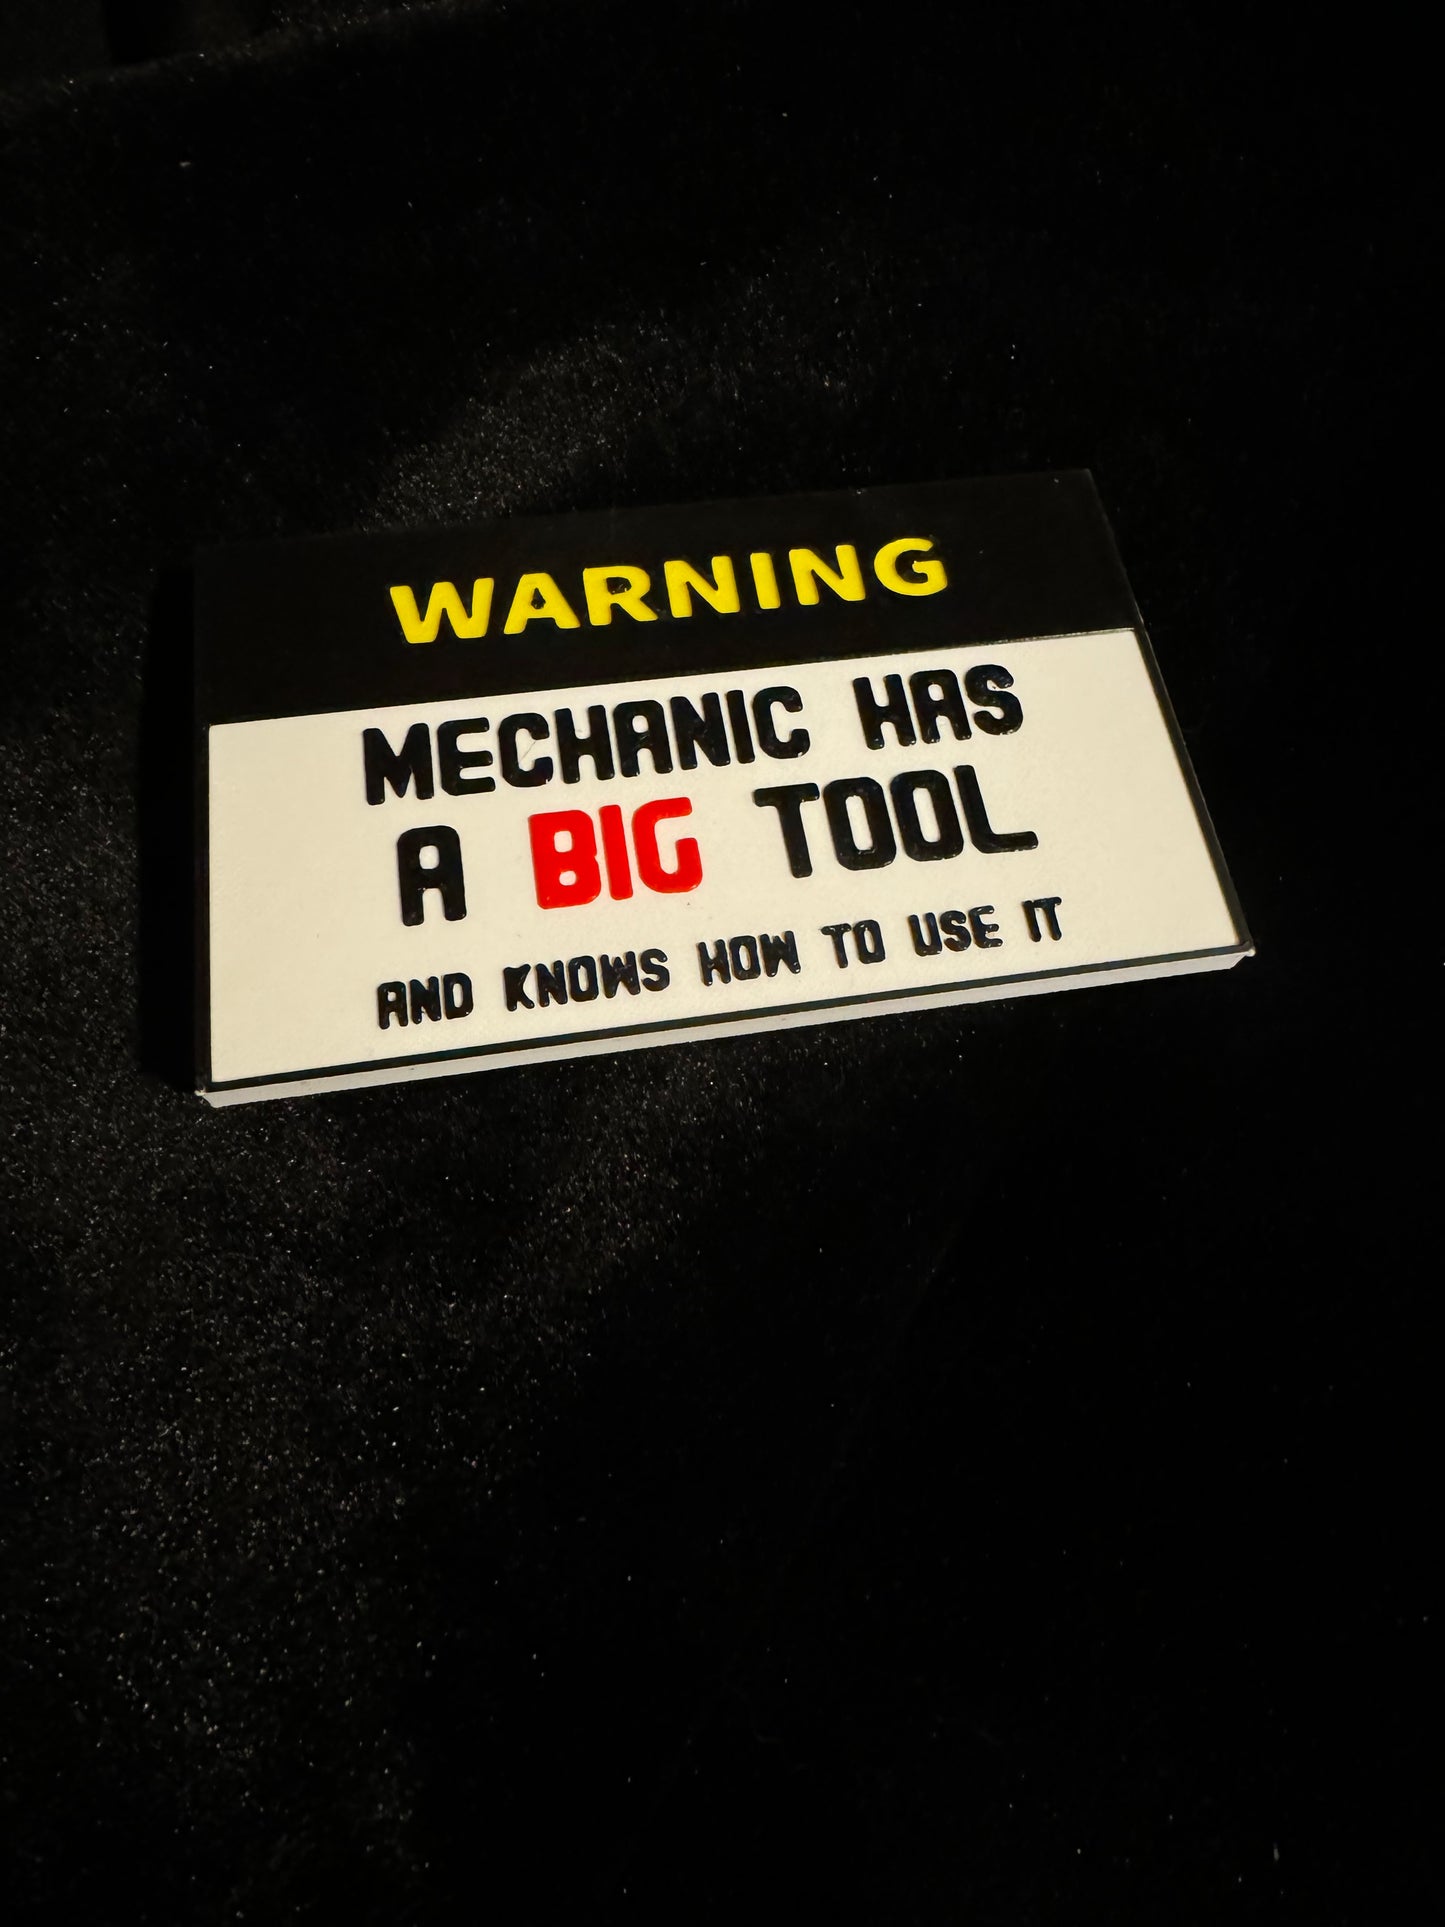 WARNING
MECHANIC HAS
A BIG TOOL
AND KNOWS HOW TO USE IT